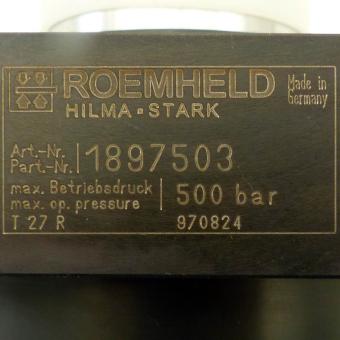 ROEMHELD
HILMA-STARK
Made in
Germany
Art.-Nr.
Part.-Nr. 1897503
max. Betriebsdruck
max. op. pressure 500 bar
T 27 R 970824